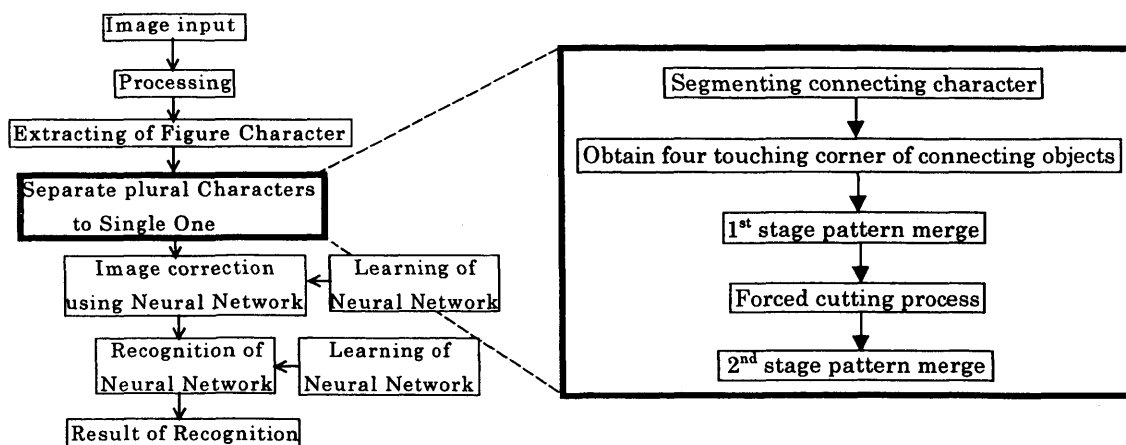 Image input
Processing
Extracting of Figure Character
Separate plural Characters
to Single One
Image correction
using Neural Network
Learning of
Neural Network
Recognition of
Neural Network
Learning of
Neural Network
Result of Recognition
Segmenting connecting character
Obtain four touching corner of connecting objects
1st stage pattern merge
Forced cutting process
2nd stage pattern merge